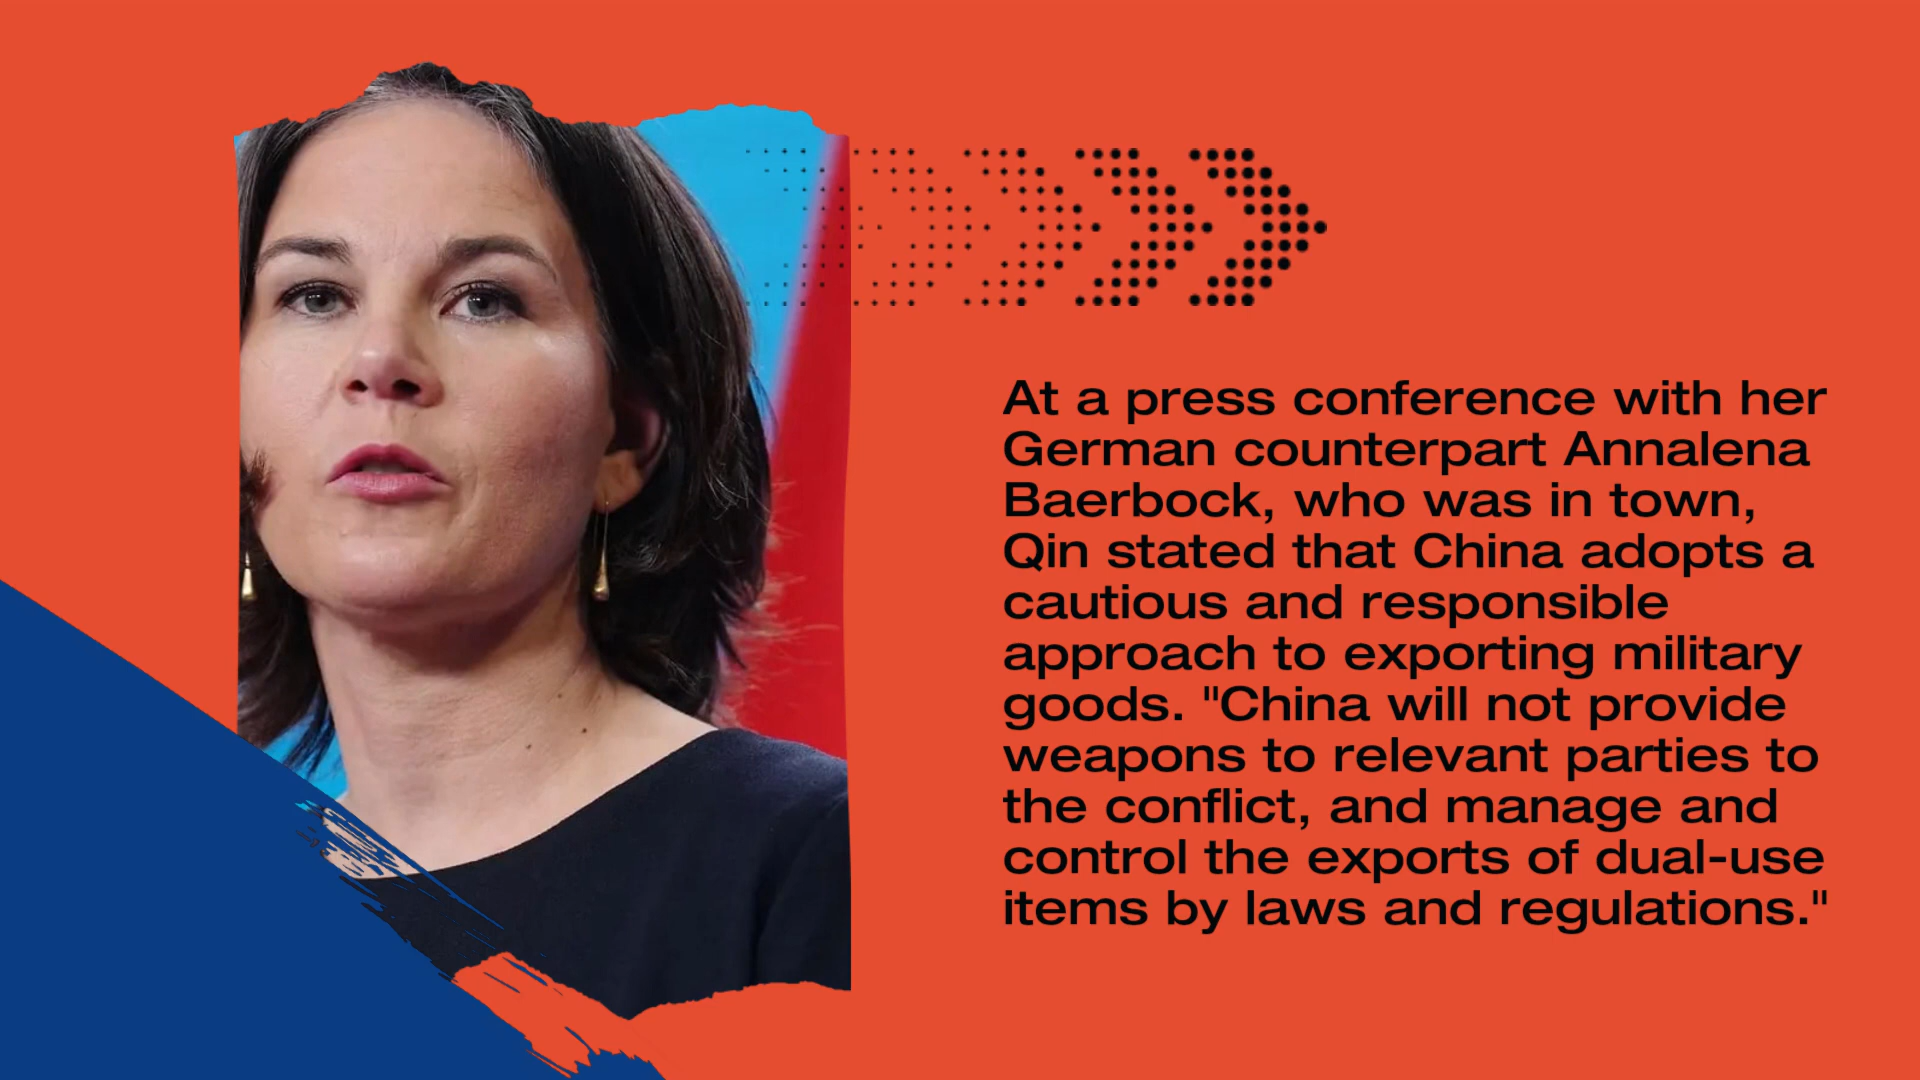 At a press conference with her
German counterpart Annalena
Baerbock, who was in town,
Qin stated that China adopts a
cautious and responsible
approach to exporting military
goods. "China will not provide
weapons to relevant parties to
the conflict, and manage and
control the exports of dual-use
items by laws and regulations."